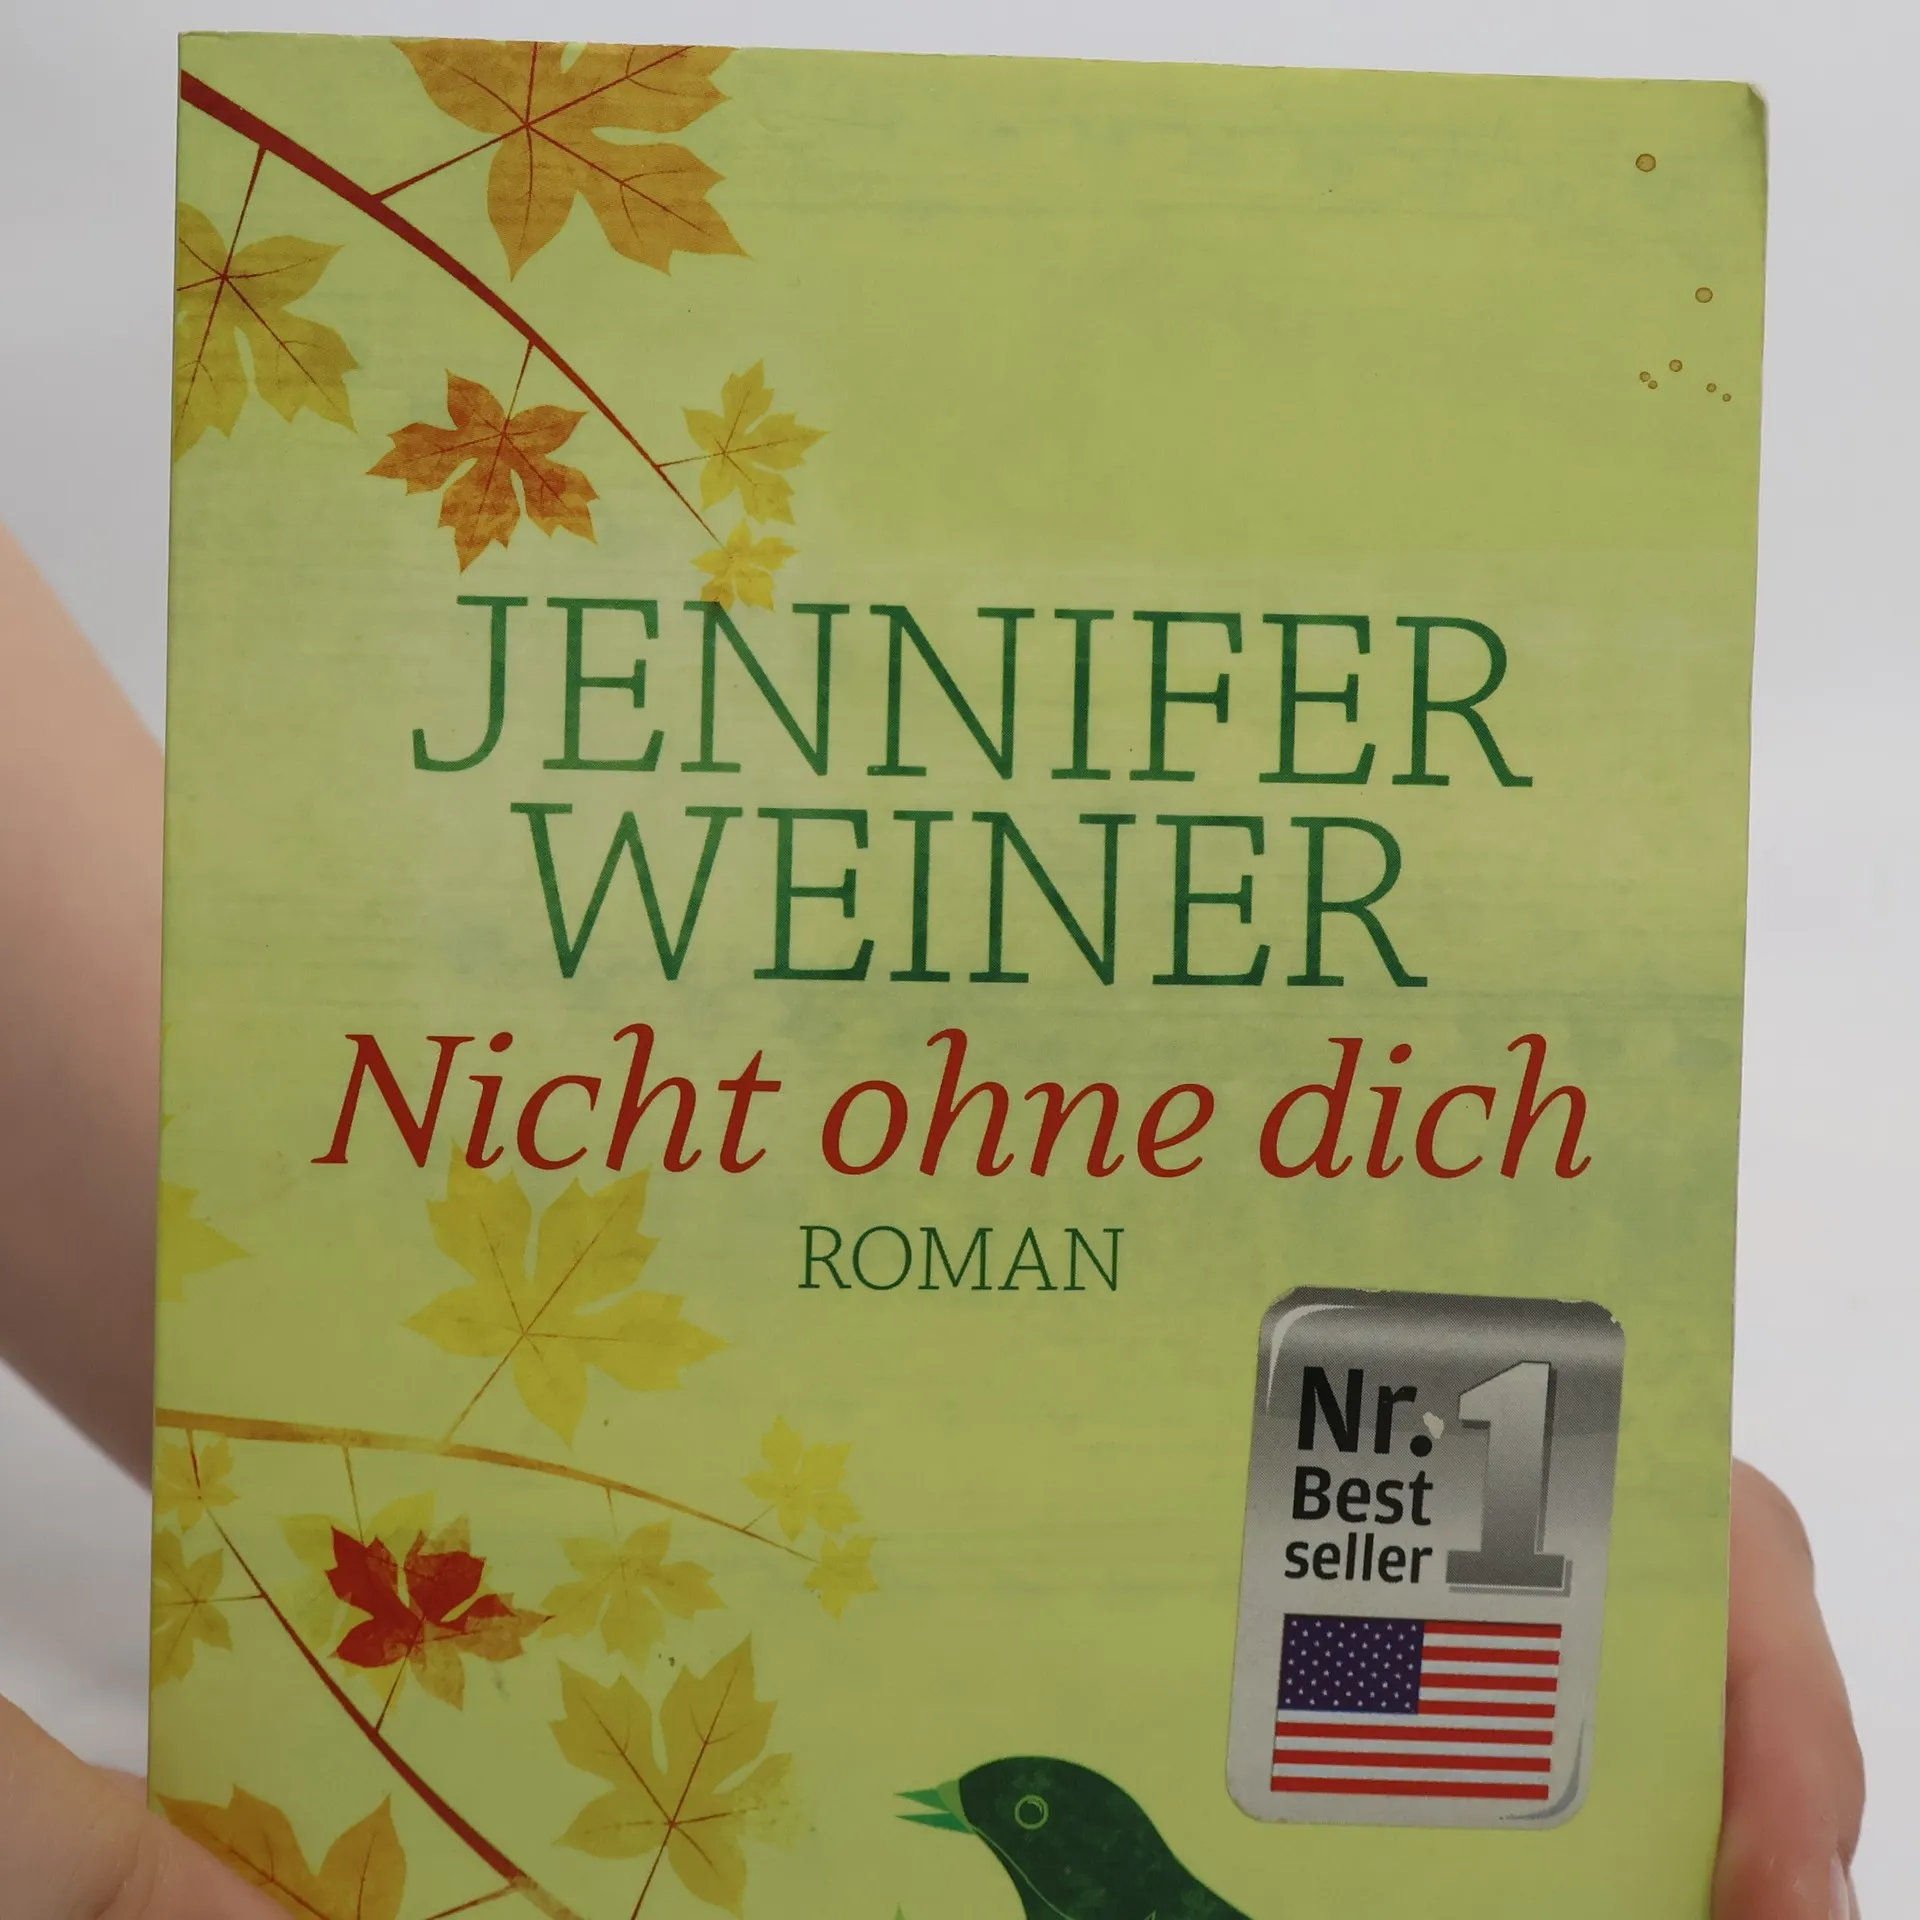 JENNIFER
WEINER
Nicht ohne dich
ROMAN
Nr. 1
Best
seller